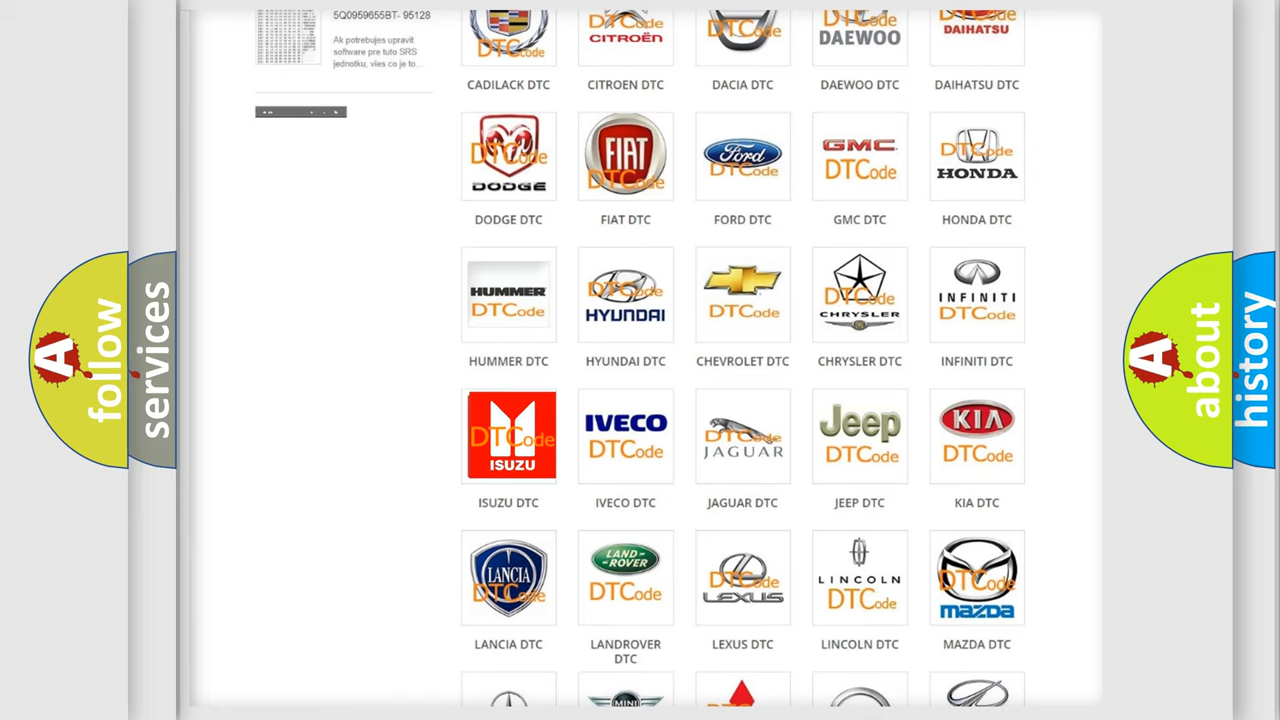 5Q0959655BT- 95128
Ak potrebujes upravit
software pre tuto SRS
jednotku, vies co je to...
DTCode
DTCode
CITROËN
DTCode
DAEWOO
DTCode
DAIHATSU
CADILACK DTC
CITROEN DTC
DACIA DTC
DAEWOO DTC
DAIHATSU DTC
DTCode
DODGE
FIAT
DTCode
Ford
DTCode
GMC
DTCode
DTCode
HONDA
DODGE DTC
FIAT DTC
FORD DTC
GMC DTC
HONDA DTC
HUMMER
DTCode
DTCode
HYUNDAI
DTCode
DTCode
CHRYSLER
INFINITI
DTCode
HUMMER DTC
HYUNDAI DTC
CHEVROLET DTC
CHRYSLER DTC
INFINITI DTC
DTCode
ISUZU
IVECO
DTCode
DTCode
JAGUAR
Jeep
DTCode
KIA
DTCode
ISUZU DTC
IVECO DTC
JAGUAR DTC
JEEP DTC
KIA DTC
LANCIA
DTCode
LAND-
ROVER
DTCode
DTCode
LEXUS
LINCOLN
DTCode
DTCode
mazda
LANCIA DTC
LANDROVER
DTC
LEXUS DTC
LINCOLN DTC
MAZDA DTC
MINI
A
follow
services
A
about
history